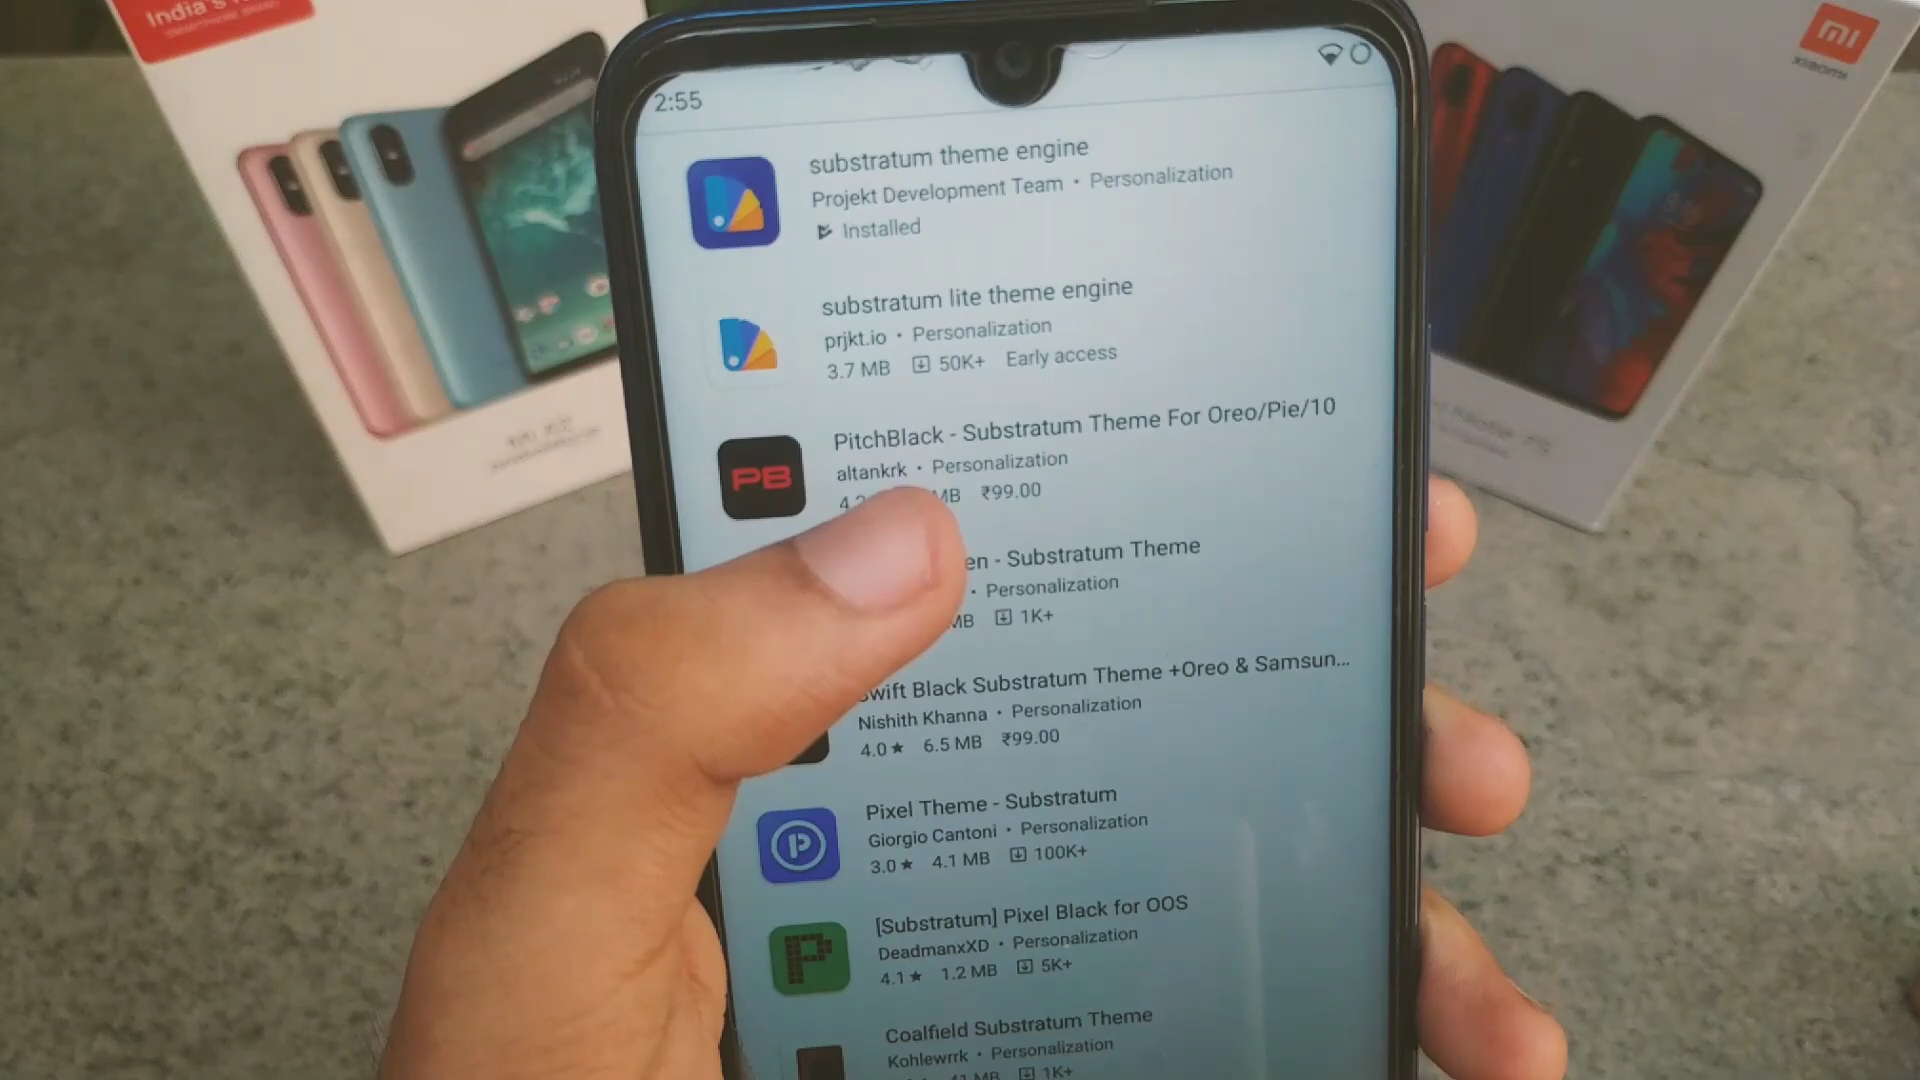 India's
2:55
substratum theme engine
Projekt Development Team · Personalization
Installed
substratum lite theme engine
prjkt.io · Personalization
3.7 MB 50K+ Early access
PitchBlack - Substratum Theme For Oreo/Pie/10
PB
altankrk · Personalization
MB ₹99.00
en - Substratum Theme
· Personalization
MB 1K+
wift Black Substratum Theme +Oreo & Samsun...
Nishith Khanna · Personalization
4.0★ 6.5 MB ₹99.00
Pixel Theme - Substratum
Giorgio Cantoni · Personalization
3.0★ 4.1 MB 100K+
[Substratum] Pixel Black for OOS
DeadmanxXD · Personalization
4.1★ 1.2 MB 5K+
Coalfield Substratum Theme
Kohlewrrk · Personalization
MB 1K+
mi
XIAOMI